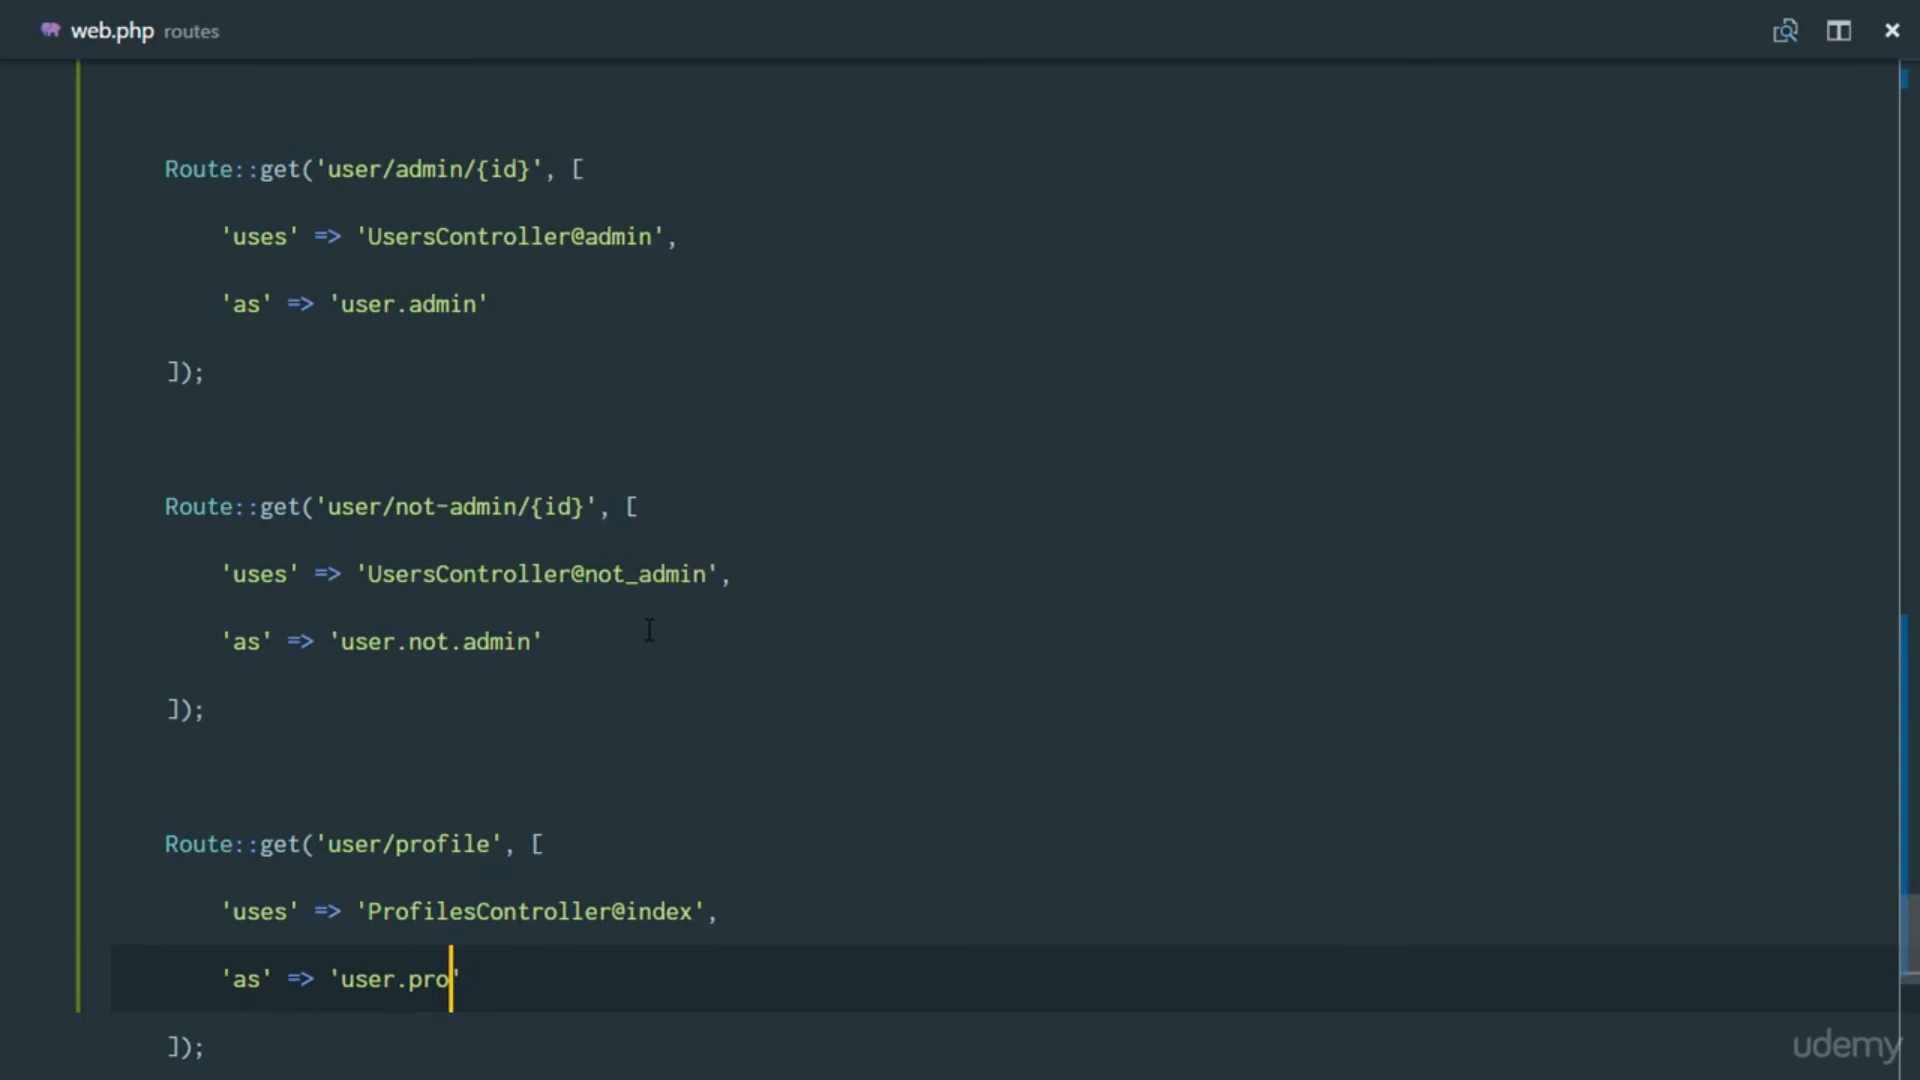 web.php routes
Route::get('user/admin/{id}', [
'uses' => 'UsersController@admin',
'as' => 'user.admin'
]);
Route::get('user/not-admin/{id}', [
'uses' => 'UsersController@not_admin',
'as' => 'user.not.admin'
]);
Route::get('user/profile', [
'uses' => 'ProfilesController@index',
'as' => 'user.pro'
]);
udemy